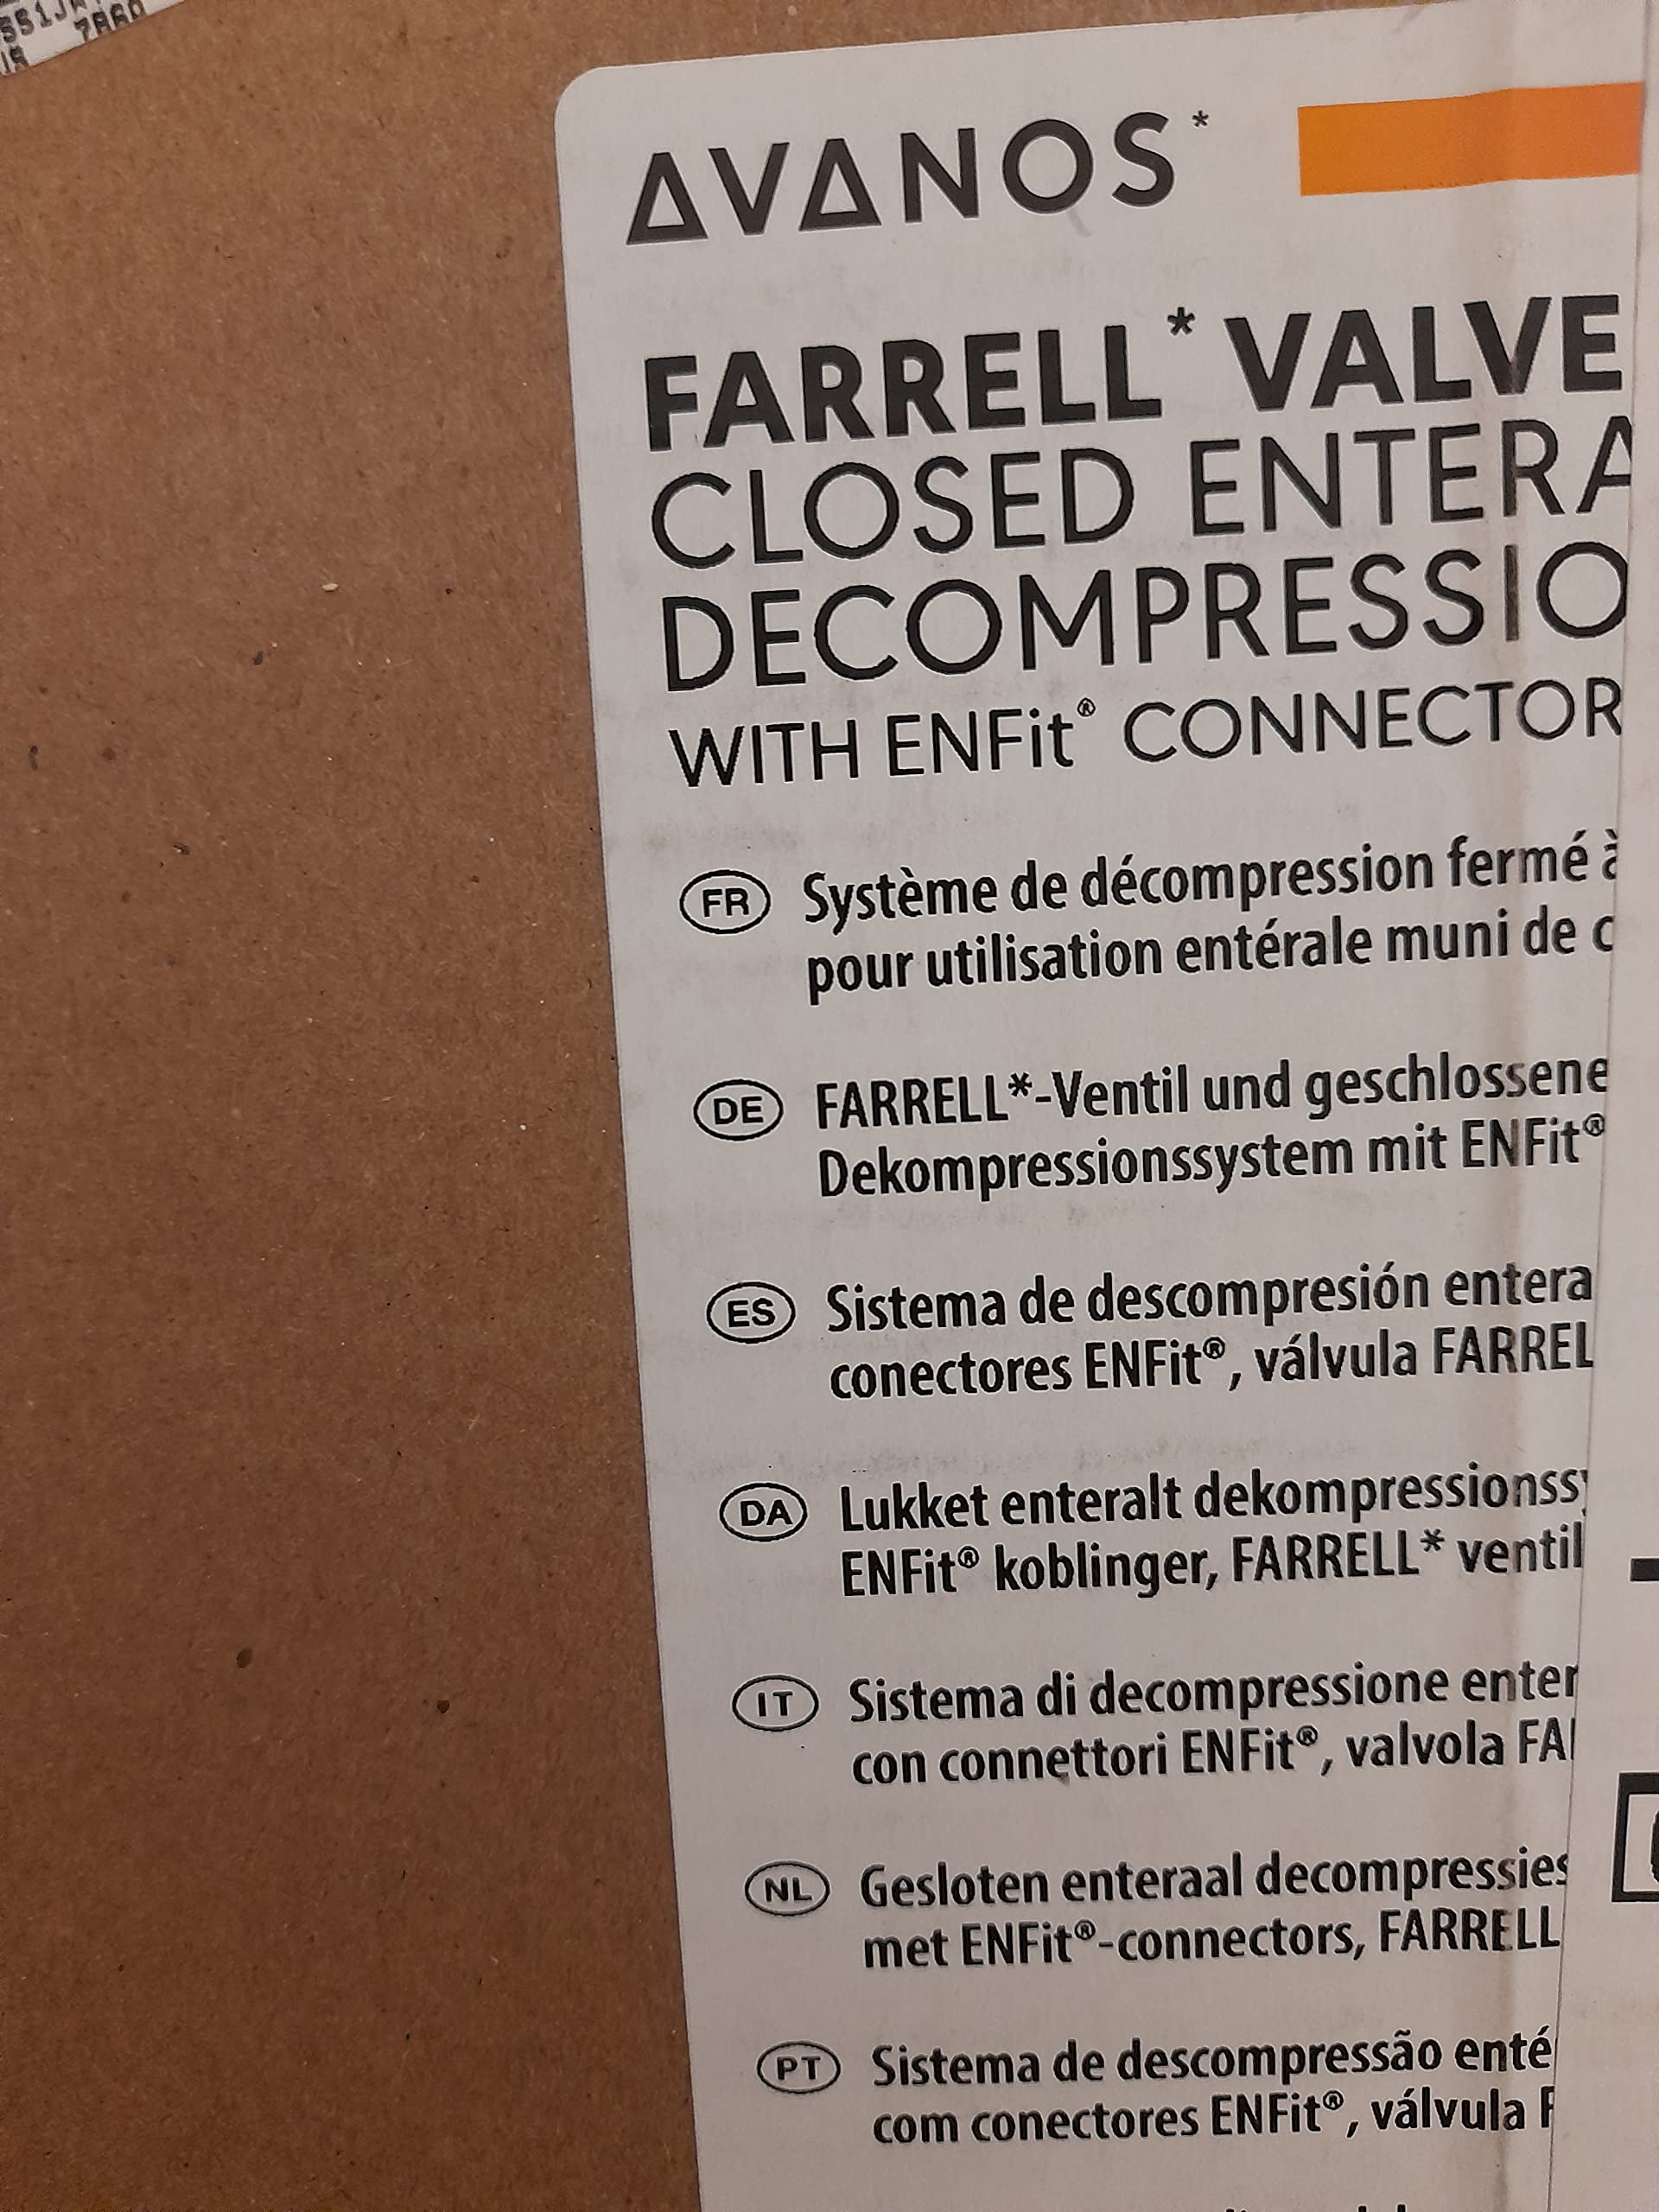 AVANOS*
FARRELL* VALVE
CLOSED ENTERA
DECOMPRESSIO
WITH ENFit® CONNECTOR
FR Système de décompression fermé à
pour utilisation entérale muni de c
DE FARRELL*-Ventil und geschlossene
Dekompressionssystem mit ENFit®
ES Sistema de descompresión entera
conectores ENFit®, válvula FARREL
DA Lukket enteralt dekompressionss
ENFit® koblinger, FARRELL* ventil
IT Sistema di decompressione enter
con connettori ENFit®, valvola FA
NL Gesloten enteraal decompressies
met ENFit®-connectors, FARRELL
PT Sistema de descompressão enté
com conectores ENFit®, válvula F